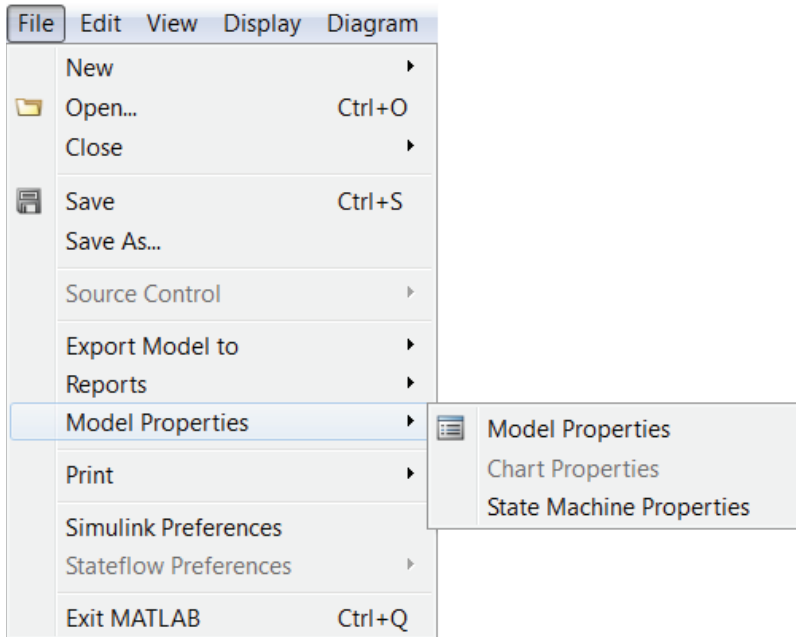 File Edit View Display Diagram
New
Open... Ctrl+O
Close
Save Ctrl+S
Save As...
Source Control
Export Model to
Reports
Model Properties
Model Properties
Chart Properties
State Machine Properties
Print
Simulink Preferences
Stateflow Preferences
Exit MATLAB Ctrl+Q